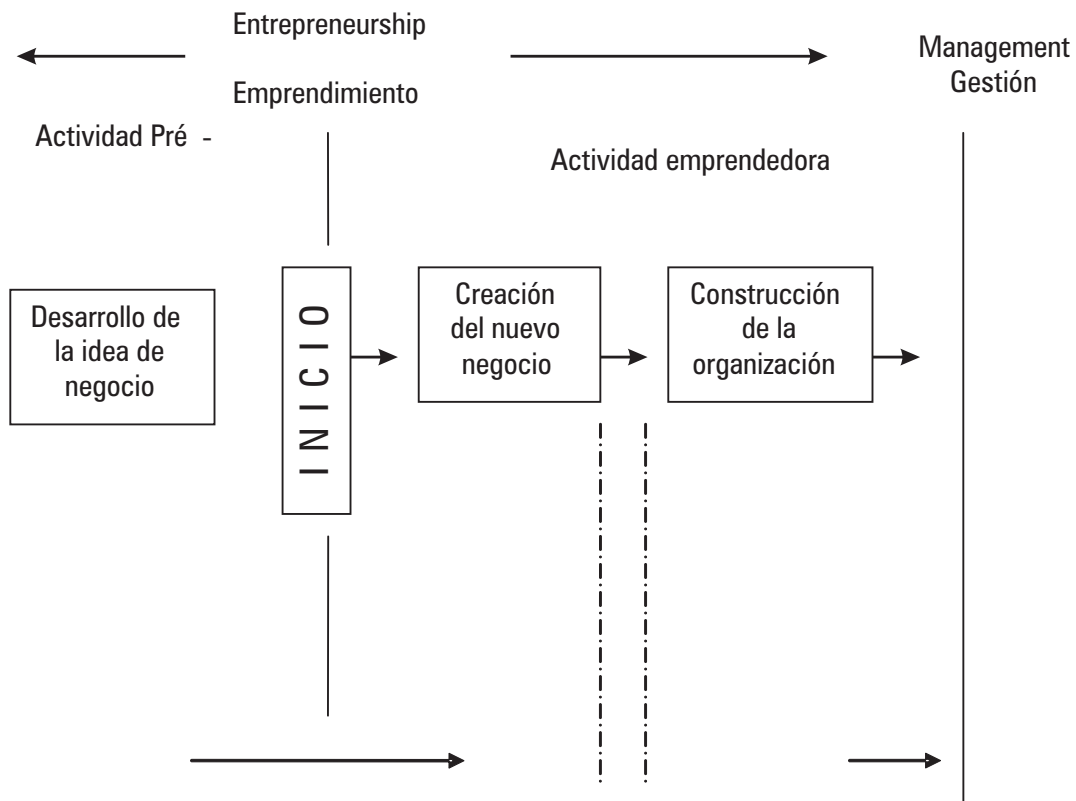 Entrepreneurship
Emprendimiento
Management
Gestión
Actividad Pré -
Actividad emprendedora
Desarrollo de
la idea de
negocio
INICIO
Creación
del nuevo
negocio
Construcción
de la
organización